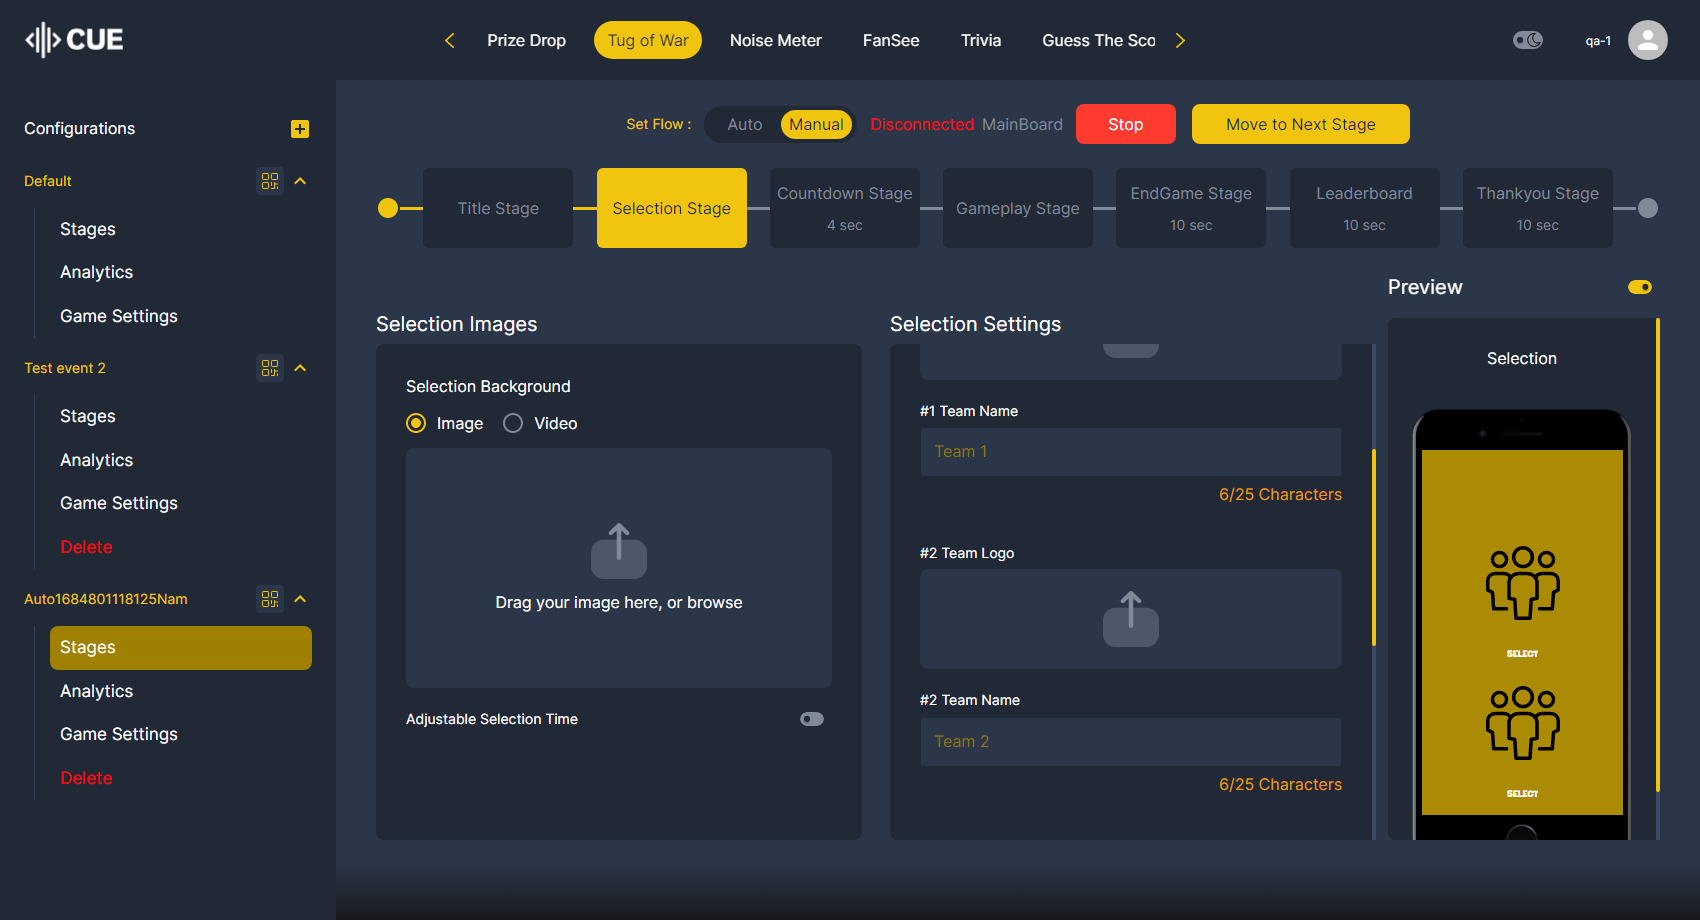 CUE
Prize Drop
Tug of War
Noise Meter
FanSee
Trivia
Guess The Sco
qa-1
Configurations
Default
Stages
Analytics
Game Settings
Test event 2
Stages
Analytics
Game Settings
Delete
Auto1684801118125Nam
Stages
Analytics
Game Settings
Delete
Set Flow :
Auto
Manual
Disconnected MainBoard
Stop
Move to Next Stage
Title Stage
Selection Stage
Countdown Stage
4 sec
Gameplay Stage
EndGame Stage
10 sec
Leaderboard
10 sec
Thankyou Stage
10 sec
Selection Images
Selection Background
Image
Video
Drag your image here, or browse
Adjustable Selection Time
Selection Settings
#1 Team Name
Team 1
6/25 Characters
#2 Team Logo
#2 Team Name
Team 2
6/25 Characters
Preview
Selection
SELECT
SELECT